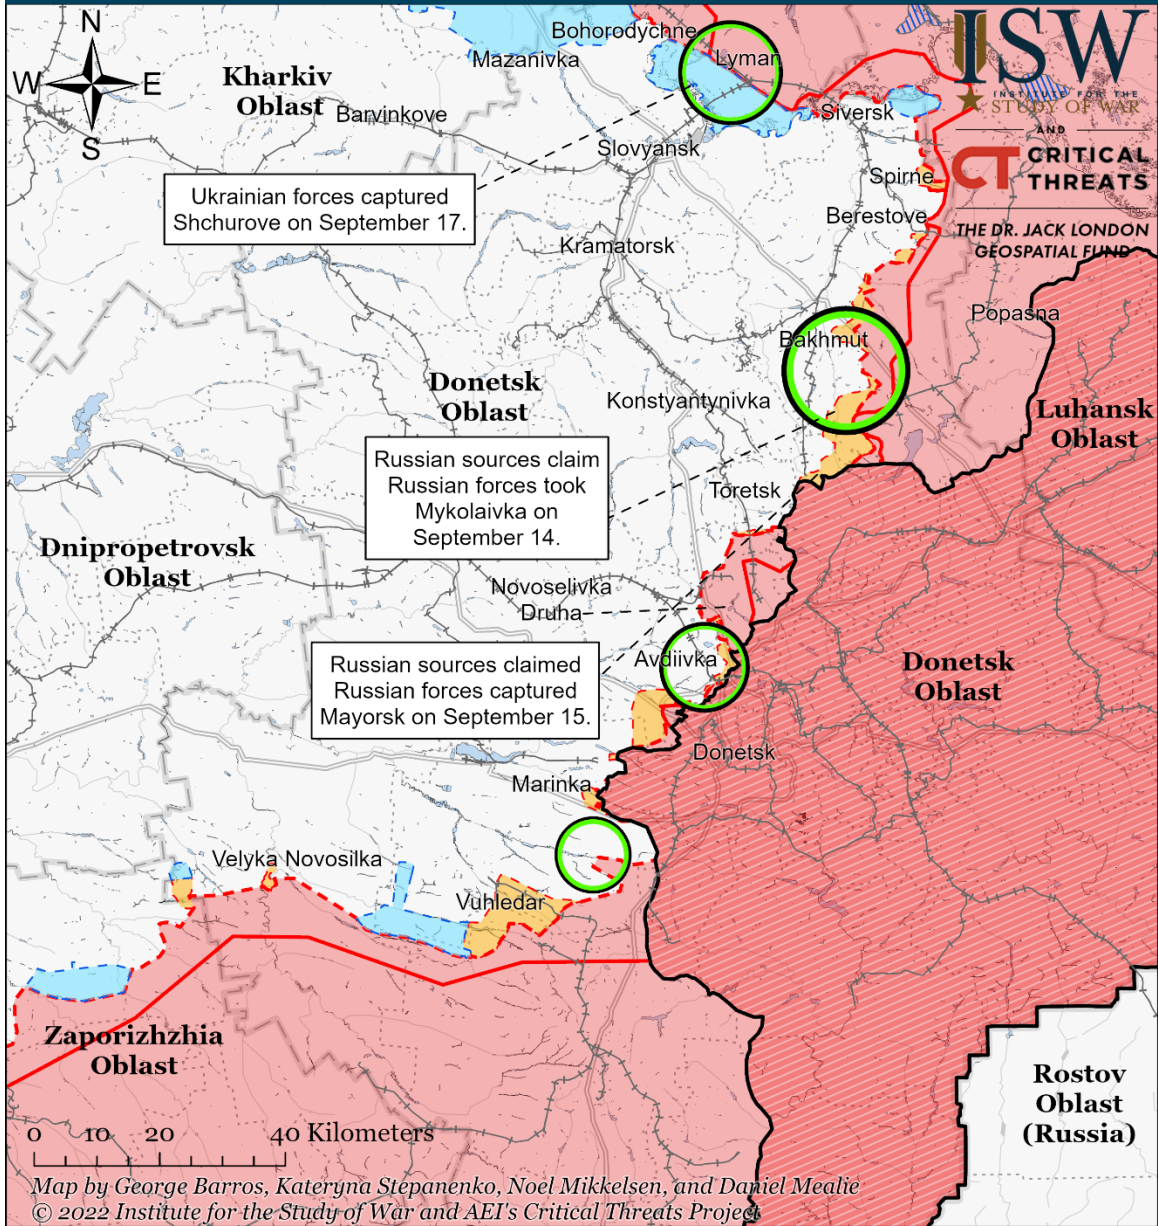 N
W
E
S
Kharkiv
Oblast
Bohorodychne
Mazanivka
Lyman
Barvinkove
Siversk
Slovyansk
ISW
INSTITUTE FOR THE
STUDY OF WAR
AND
CT CRITICAL
THREATS
THE DR. JACK LONDON
GEOSPATIAL FUND
Ukrainian forces captured
Shchurove on September 17.
Spirne
Berestove
Kramatorsk
Popasna
Bakhmut
Donetsk
Oblast
Konstyantynivka
Luhansk
Oblast
Russian sources claim
Russian forces took
Mykolaivka on
September 14.
Toretsk
Dnipropetrovsk
Oblast
Novoselivka
Druha
Russian sources claimed
Russian forces captured
Mayorsk on September 15.
Avdiivka
Donetsk
Oblast
Donetsk
Marinka
Velyka Novosilka
Vuhledar
Zaporizhzhia
Oblast
Rostov
Oblast
(Russia)
0 10 20 40 Kilometers
Map by George Barros, Kateryna Stepanenko, Noel Mikkelsen, and Daniel Mealie
© 2022 Institute for the Study of War and AEI's Critical Threats Project